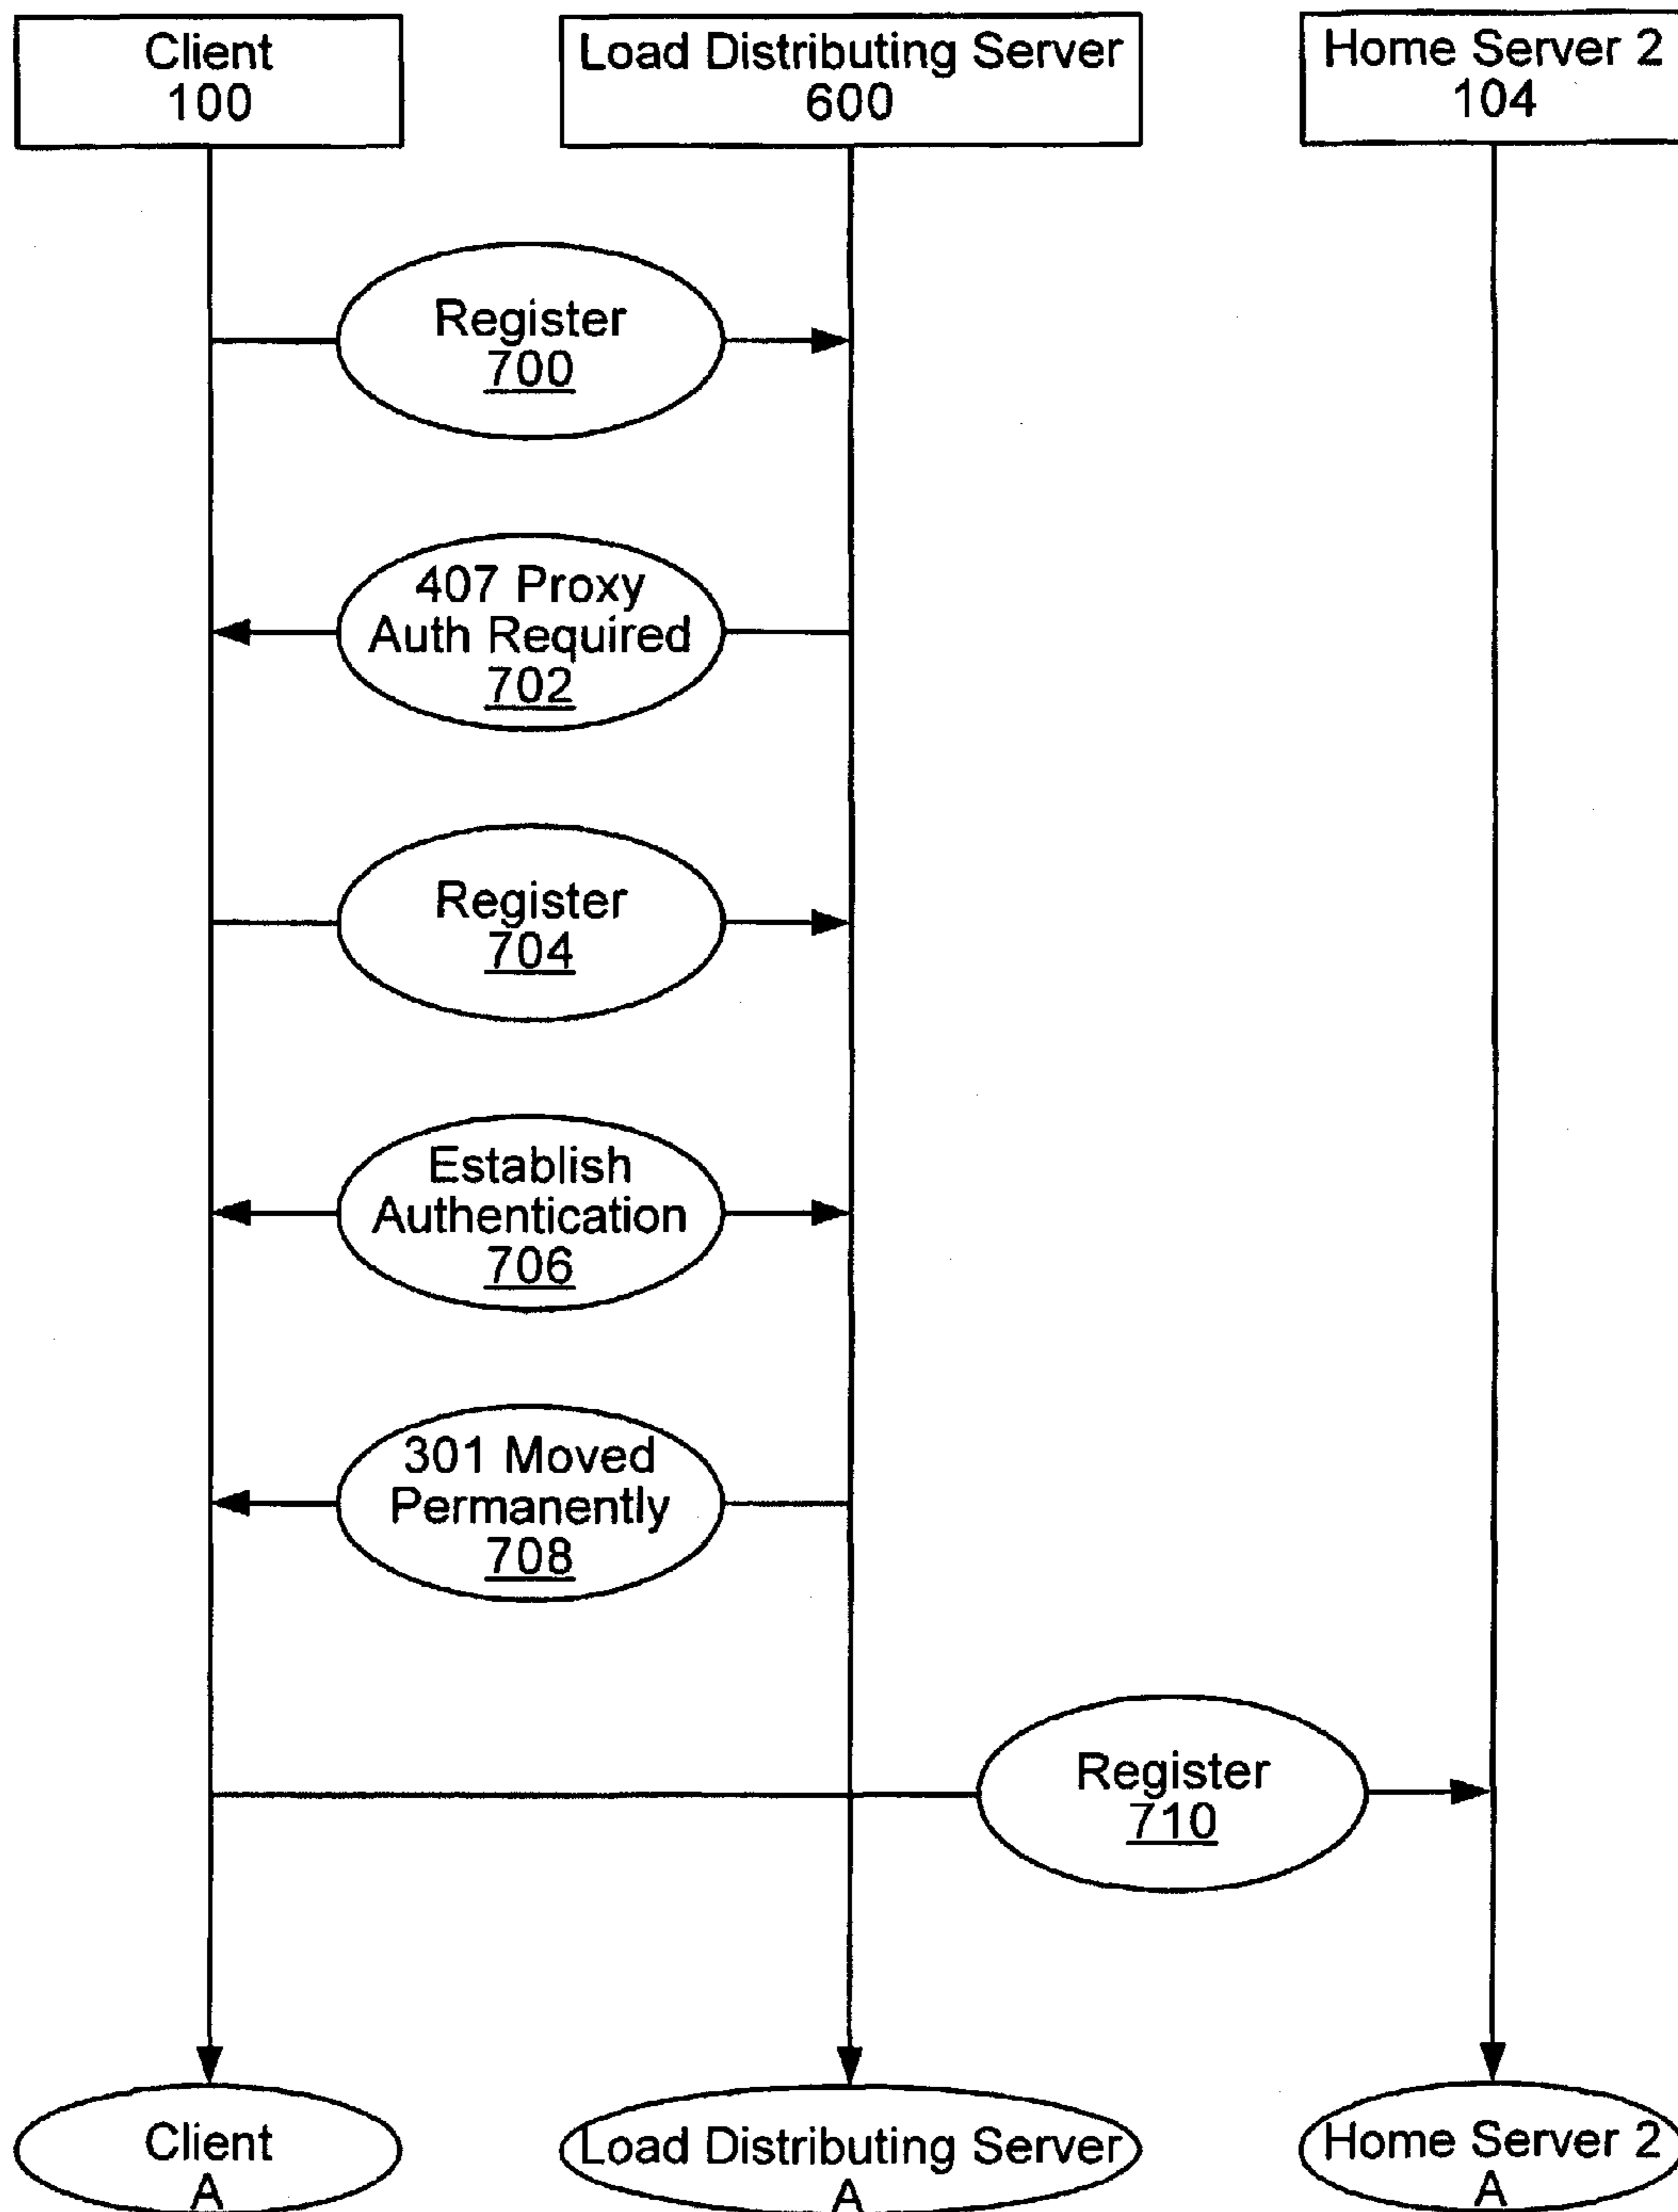 Client
100
Load Distributing Server
600
Home Server 2
104
Register
700
407 Proxy
Auth Required
702
Register
704
Establish
Authentication
706
301 Moved
Permanently
708
Register
710
Client
A
Load Distributing Server
A
Home Server 2
A